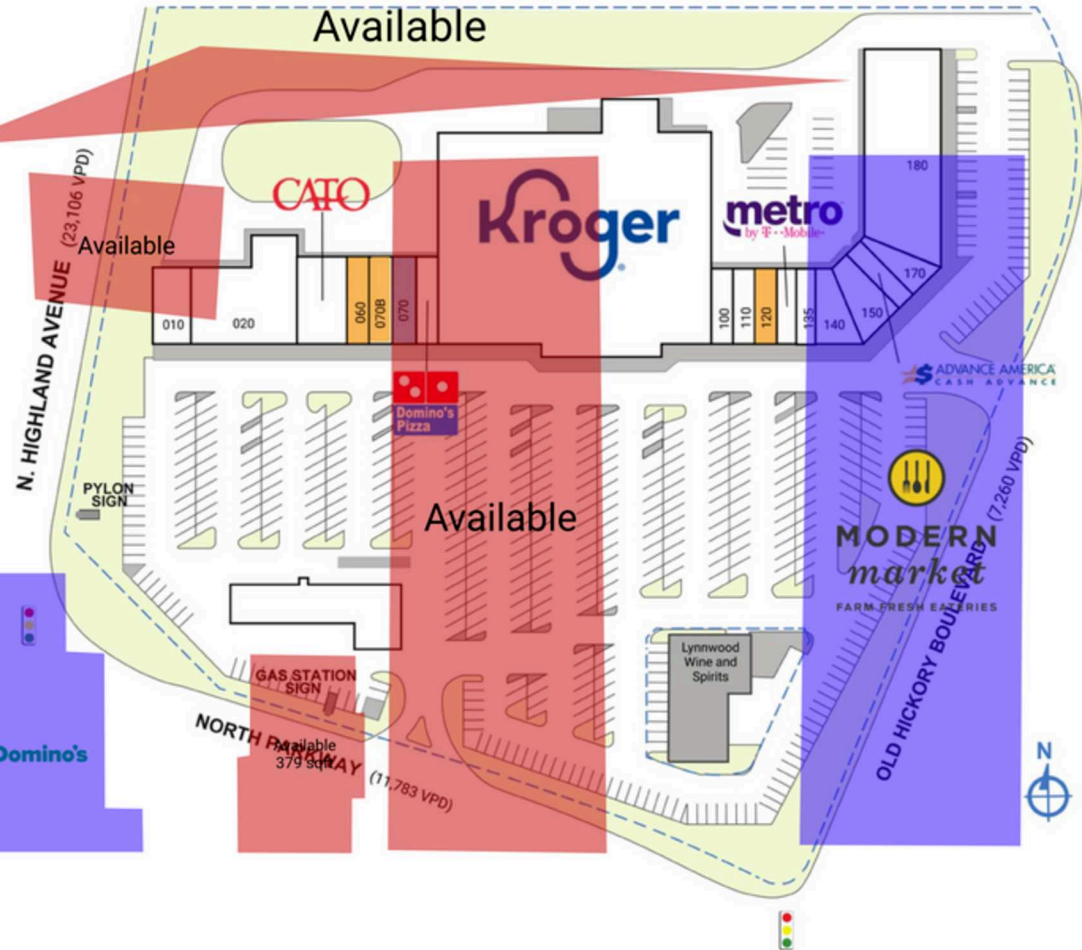 Available
(23,106 VPD)
N. HIGHLAND AVENUE
Available
CATO
Kroger
metro
by T-Mobile
180
170
150
140
135
120
110
100
010
020
060
070B
070
Domino's
Pizza
ADVANCE AMERICA
CASH ADVANCE
PYLON
SIGN
Available
MODERN
market
FARM FRESH EATERIES
(7,260 VPD)
OLD HICKORY BOULEVARD
Lynnwood
Wine and
Spirits
GAS STATION
SIGN
NORTH PARKWAY
(11,783 VPD)
Available
379 sqft
Domino's
N